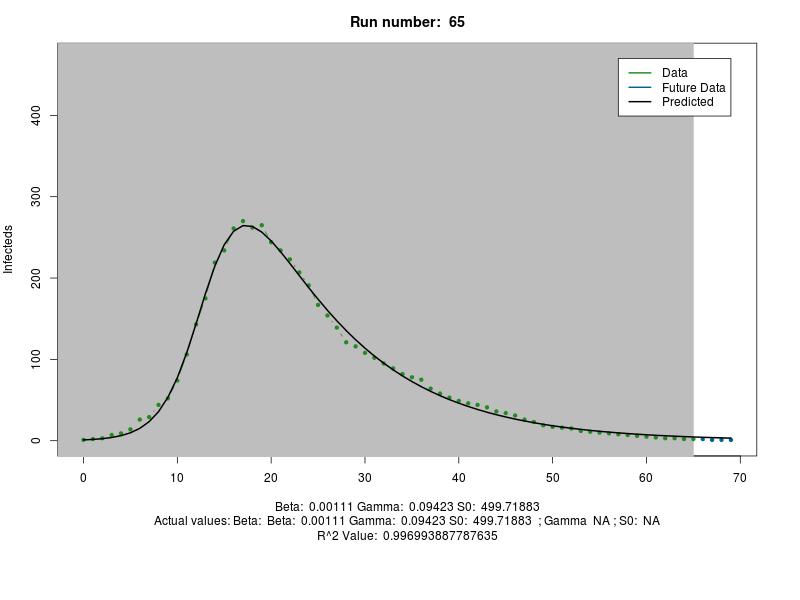 Run number: 65
Data
Future Data
Predicted
400
300
200
100
0
Infecteds
0 10 20 30 40 50 60 70
Beta: 0.00111 Gamma: 0.09423 S0: 499.71883
Actual values: Beta: Beta: 0.00111 Gamma: 0.09423 S0: 499.71883 ; Gamma NA ; S0: NA
R^2 Value: 0.996993887787635